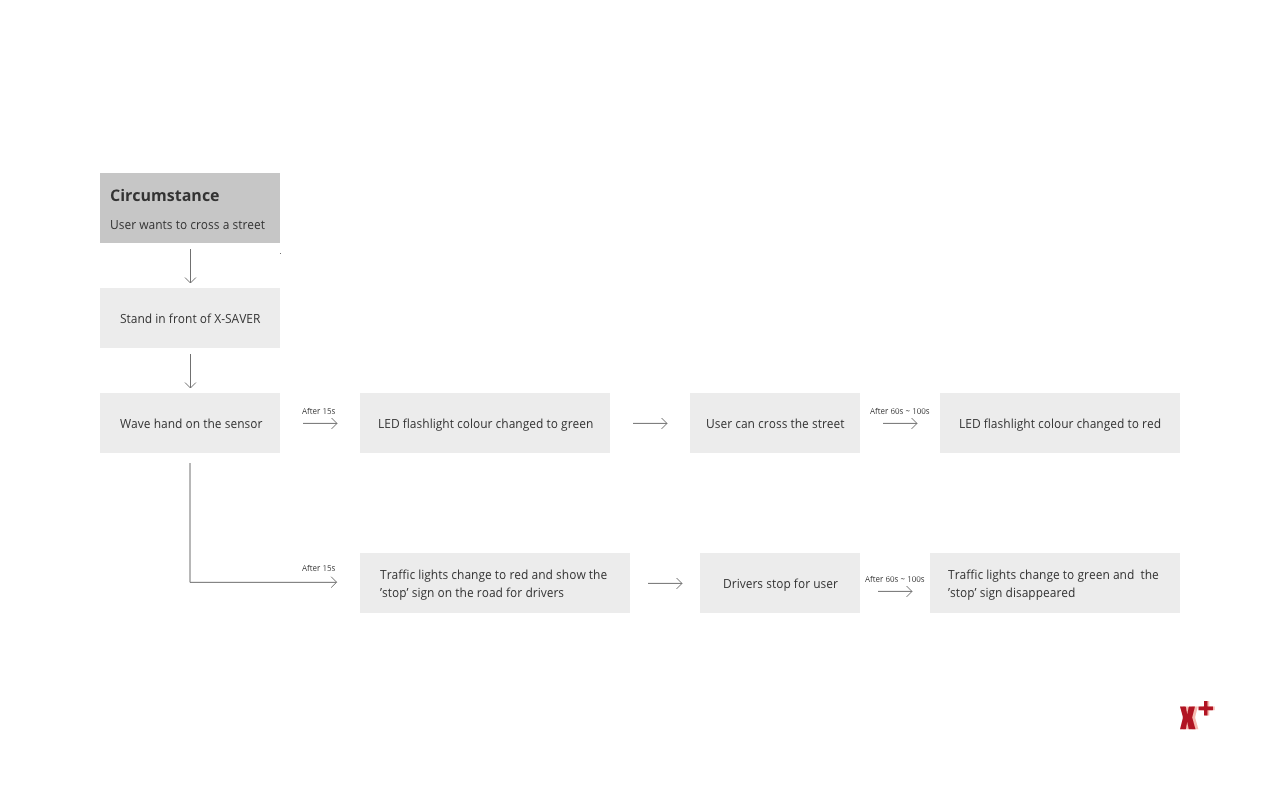 Circumstance
User wants to cross a street
Stand in front of X-SAVER
Wave hand on the sensor
After 15s
LED flashlight colour changed to green
User can cross the street
After 60s ~ 100s
LED flashlight colour changed to red
After 15s
Traffic lights change to red and show the
‘stop’ sign on the road for drivers
Drivers stop for user
After 60s ~ 100s
Traffic lights change to green and  the
‘stop’ sign disappeared
X+